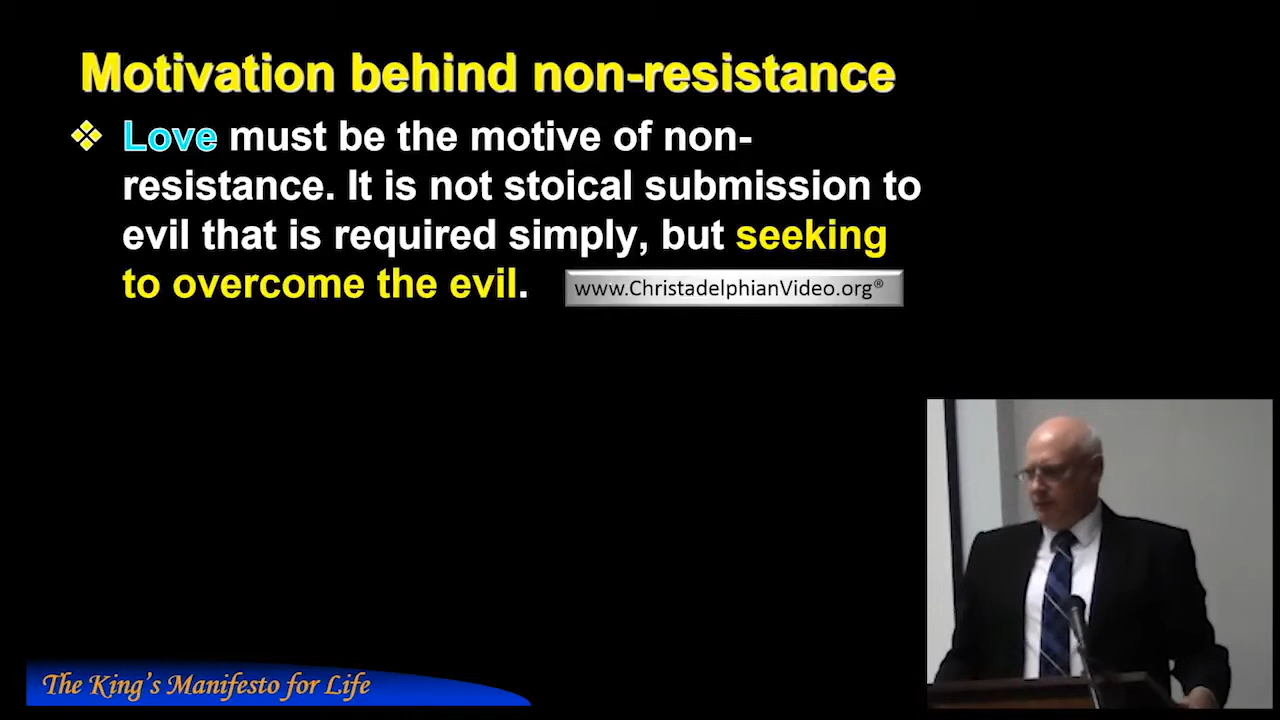 Motivation behind non-resistance
❖ Love must be the motive of non-
resistance. It is not stoical submission to
evil that is required simply, but seeking
to overcome the evil.
www.ChristadelphianVideo.org®
The King's Manifesto for Life